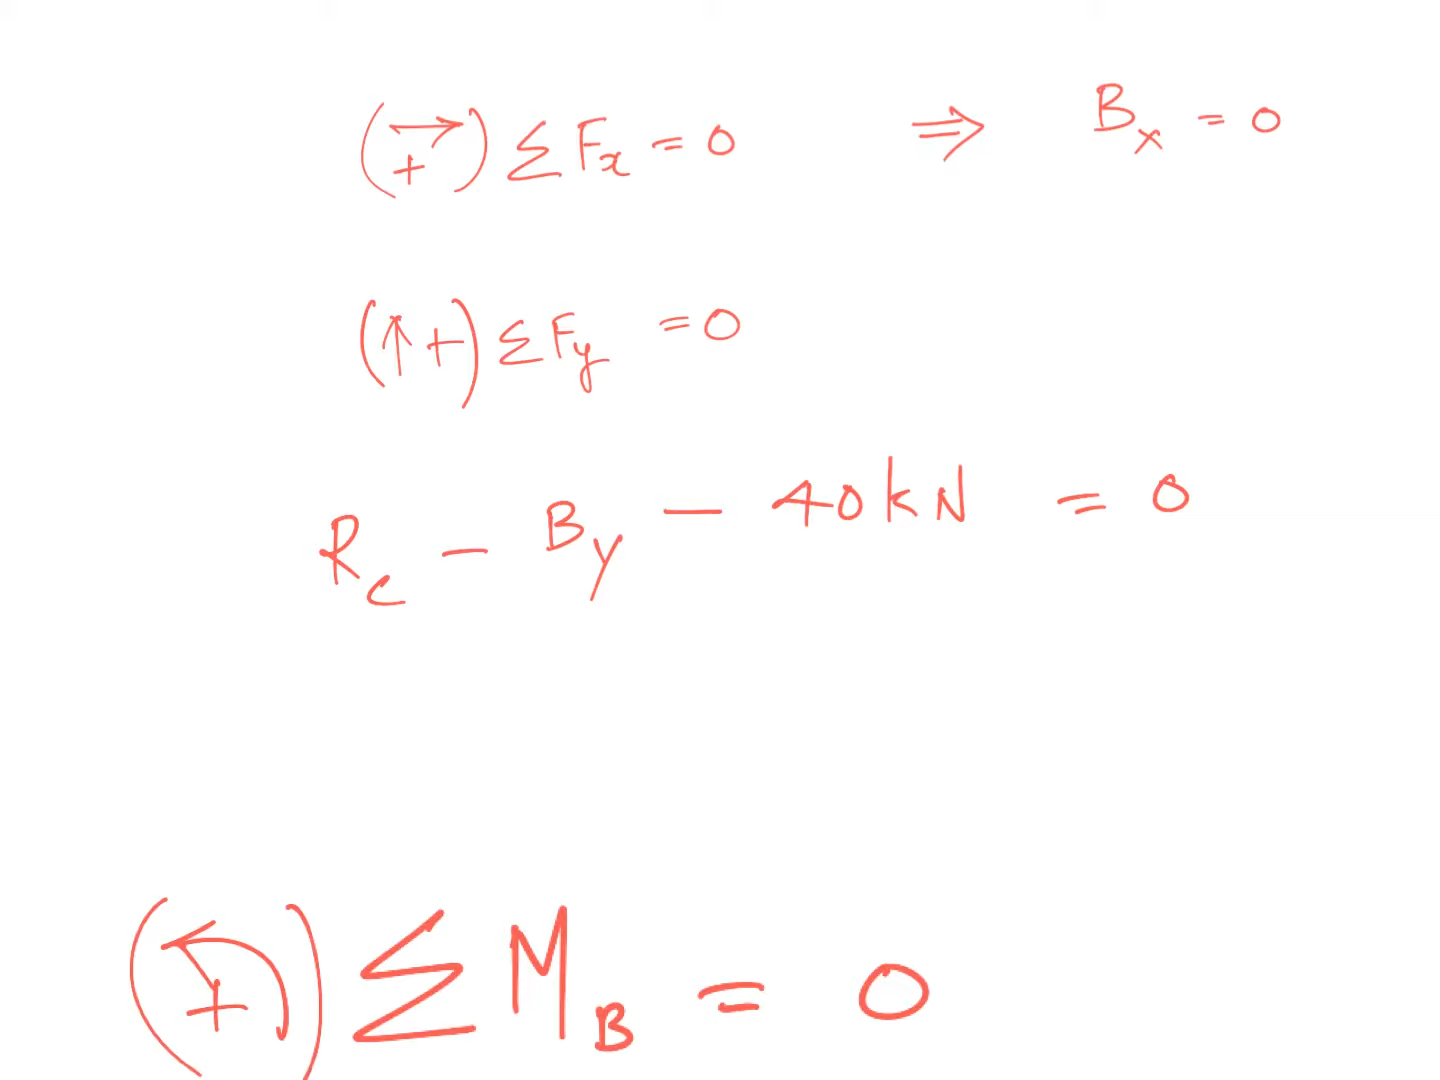 (→+) ΣFx = 0 ⇒ Bx = 0
(↑+) ΣFy = 0
Rc - By - 40kN = 0
(↶+) ΣMB = 0